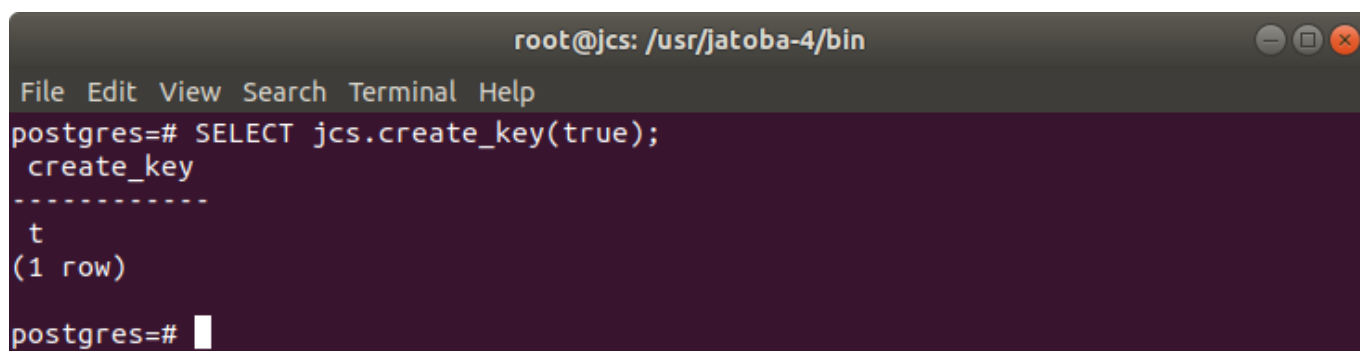 root@jcs: /usr/jatoba-4/bin
File Edit View Search Terminal Help
postgres=# SELECT jcs.create_key(true);
create_key
------------
t
(1 row)
postgres=#